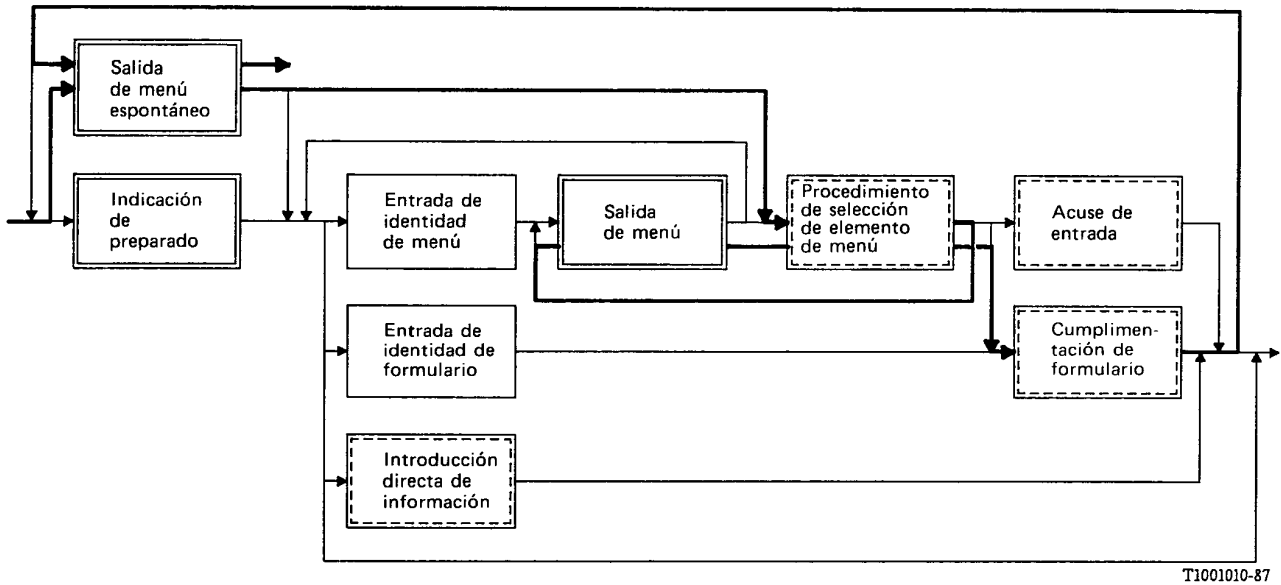 Salida
de menú
espontáneo
Indicación
de
preparado
Entrada de
identidad
de menú
Salida
de menú
Procedimiento
de selección
de elemento
de menú
Acuse de
entrada
Entrada de
identidad de
formulario
Cumplimen-
tación de
formulario
Introducción
directa de
información
T1001010-87